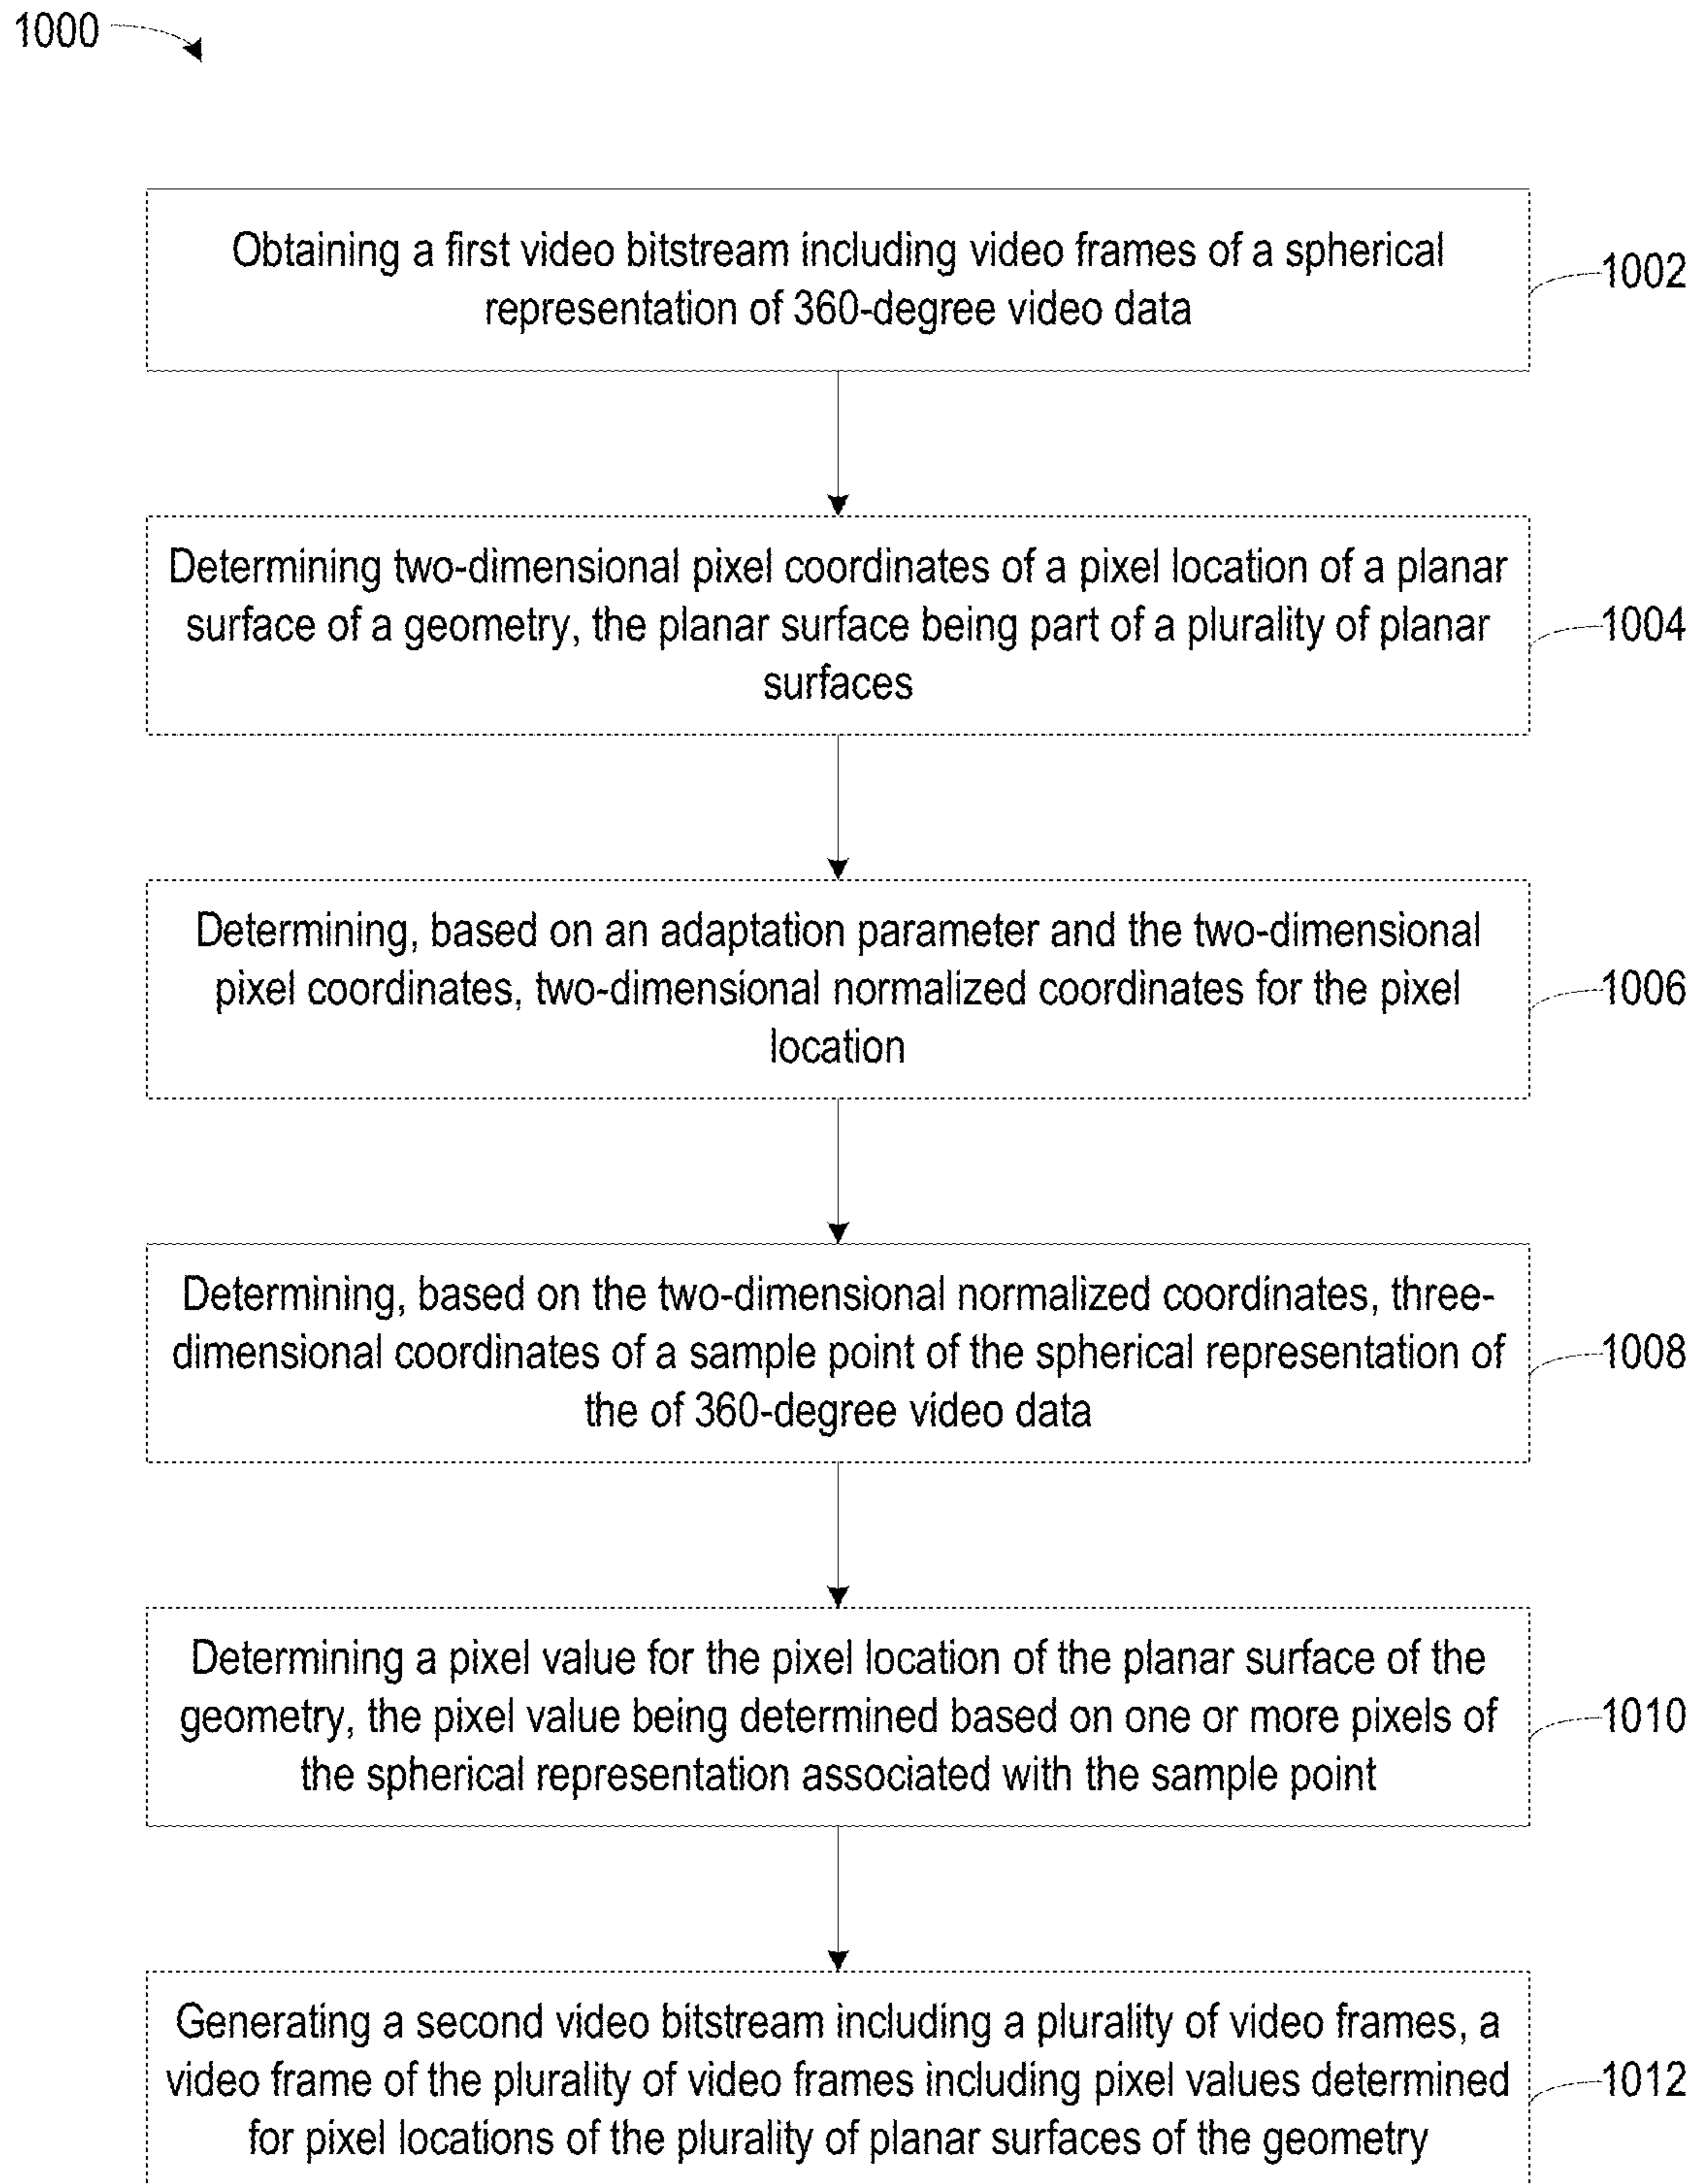 1000
Obtaining a first video bitstream including video frames of a spherical
representation of 360-degree video data
1002
Determining two-dimensional pixel coordinates of a pixel location of a planar
surface of a geometry, the planar surface being part of a plurality of planar
surfaces
1004
Determining, based on an adaptation parameter and the two-dimensional
pixel coordinates, two-dimensional normalized coordinates for the pixel
location
1006
Determining, based on the two-dimensional normalized coordinates, three-
dimensional coordinates of a sample point of the spherical representation of
the of 360-degree video data
1008
Determining a pixel value for the pixel location of the planar surface of the
geometry, the pixel value being determined based on one or more pixels of
the spherical representation associated with the sample point
1010
Generating a second video bitstream including a plurality of video frames, a
video frame of the plurality of video frames including pixel values determined
for pixel locations of the plurality of planar surfaces of the geometry
1012